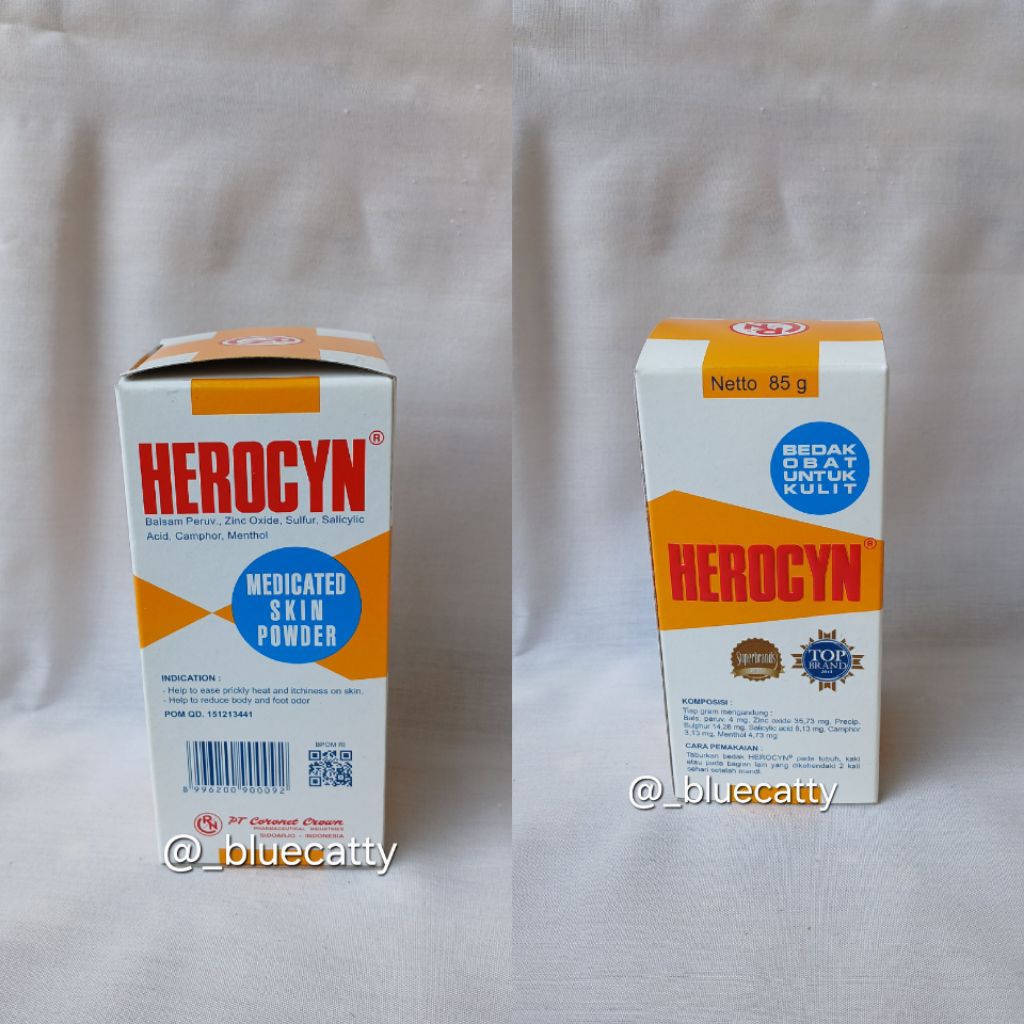 HEROCYN®
Balsam Peruv., Zinc Oxide, Sulfur, Salicylic
Acid, Camphor, Menthol
MEDICATED
SKIN
POWDER
INDICATION :
- Help to ease prickly heat and itchiness on skin.
- Help to reduce body and foot odor
POM QD. 151213441
BPOM RI
8 996200 900092
PT Coronet Crown
PHARMACEUTICAL INDUSTRIES
SIDOARJO - INDONESIA
@_bluecatty
Netto 85 g
BEDAK
OBAT
UNTUK
KULIT
HEROCYN®
Superbrands
TOP
BRAND
KOMPOSISI :
Tiap gram mengandung :
Bals. peruv. 4 mg, Zinc oxide 35,73 mg, Precip.
Sulphur 14,28 mg, Salicylic acid 8,13 mg, Camphor
3,13 mg, Menthol 4,73 mg
CARA PEMAKAIAN :
Taburkan bedak HEROCYN® pada tubuh, kaki
atau pada bagian lain yang dikehendaki 2 kali
sehari setelah mandi.
@_bluecatty